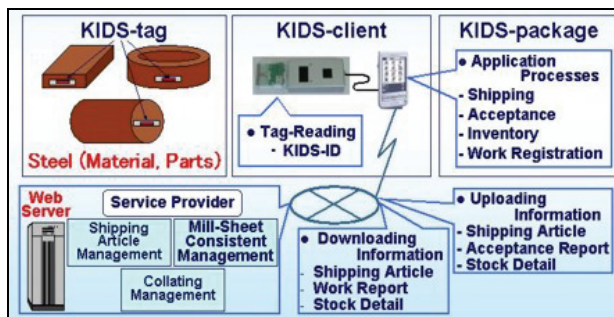 KIDS-tag
Steel (Material, Parts)
KIDS-client
● Tag-Reading
- KIDS-ID
KIDS-package
● Application
Processes
- Shipping
- Acceptance
- Inventory
- Work Registration
Web
Server
Service Provider
Shipping
Article
Management
Mill-Sheet
Consistent
Management
Collating
Management
● Downloading
Information
- Shipping Article
- Work Report
- Stock Detail
● Uploading
Information
- Shipping Article
- Acceptance Report
- Stock Detail